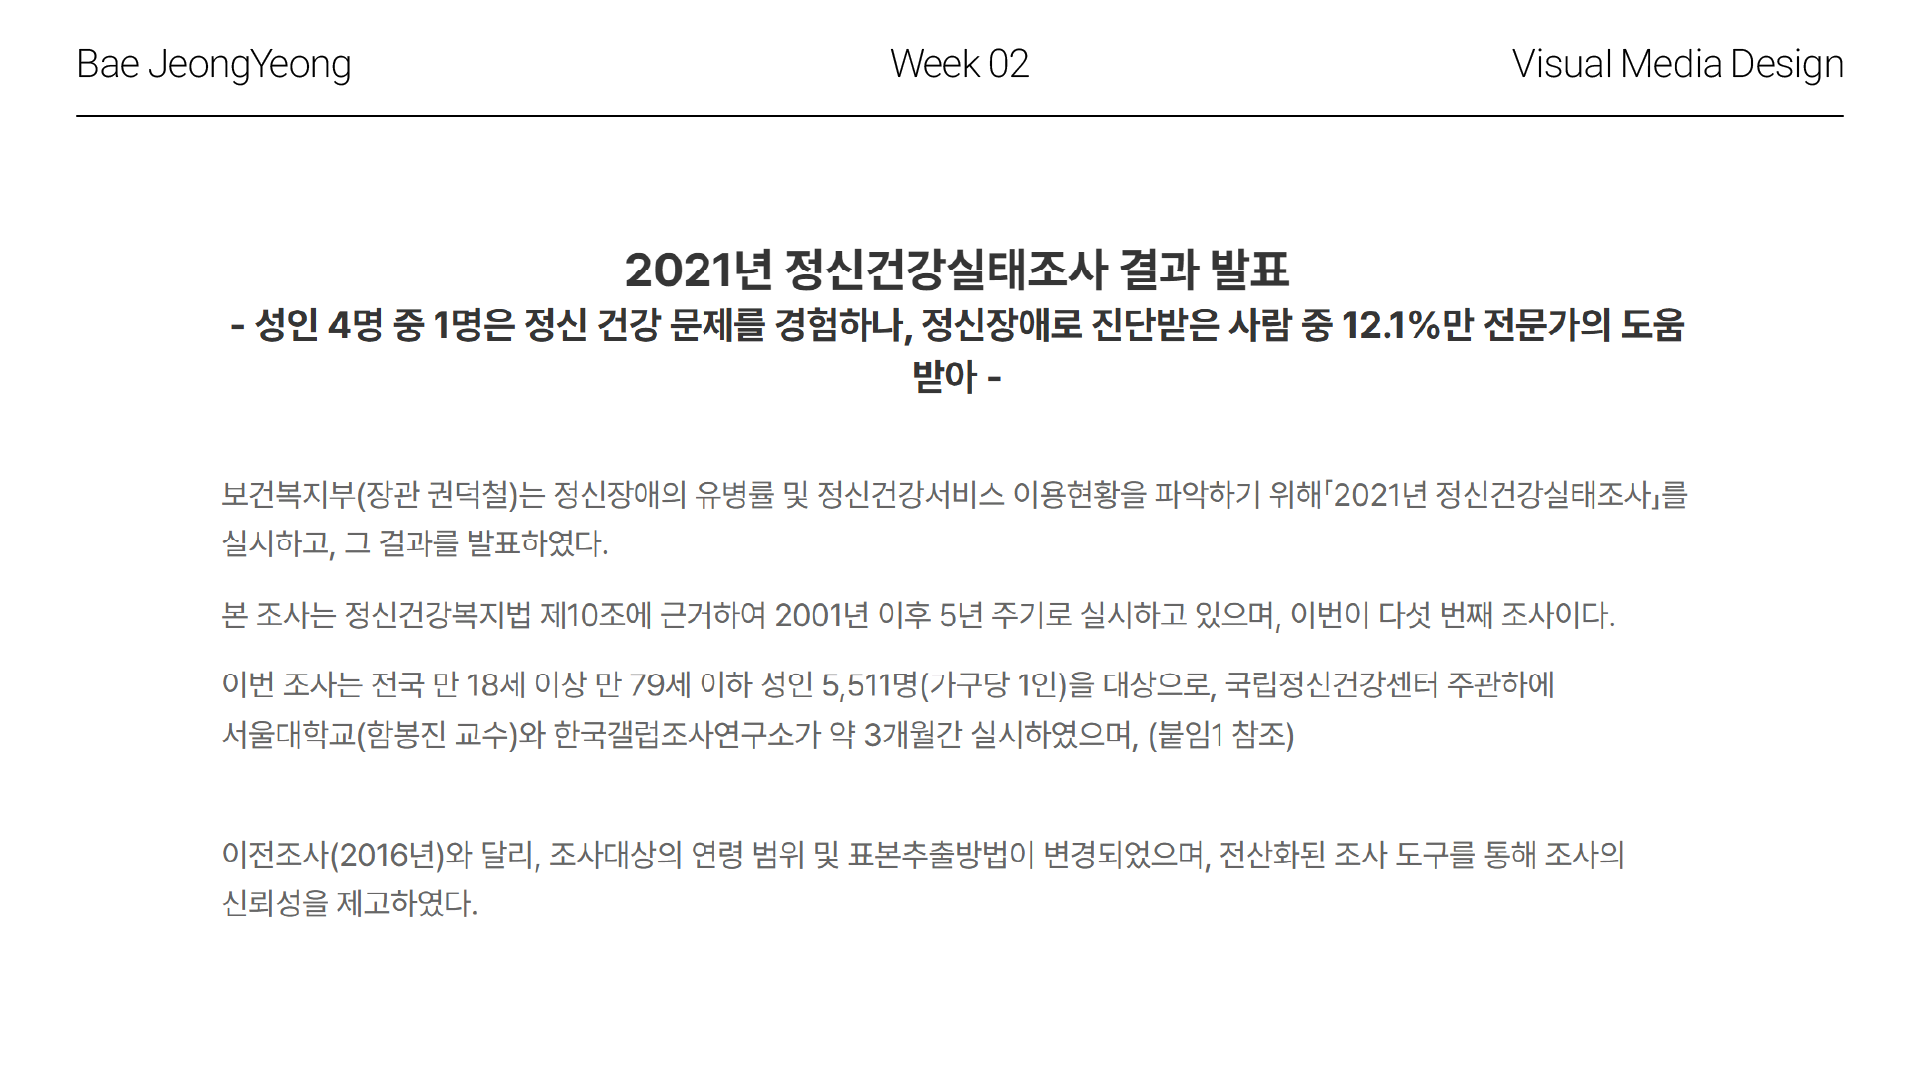 Bae JeongYeong
Week 02
Visual Media Design
2021년 정신건강실태조사 결과 발표
- 성인 4명 중 1명은 정신 건강 문제를 경험하나, 정신장애로 진단받은 사람 중 12.1%만 전문가의 도움
받아 -
보건복지부(장관 권덕철)는 정신장애의 유병률 및 정신건강서비스 이용현황을 파악하기 위해｢2021년 정신건강실태조사｣를
실시하고, 그 결과를 발표하였다.
본 조사는 정신건강복지법 제10조에 근거하여 2001년 이후 5년 주기로 실시하고 있으며, 이번이 다섯 번째 조사이다.
이번 조사는 전국 만 18세 이상 만 79세 이하 성인 5,511명(가구당 1인)을 대상으로, 국립정신건강센터 주관하에
서울대학교(함봉진 교수)와 한국갤럽조사연구소가 약 3개월간 실시하였으며, (붙임1 참조)
이전조사(2016년)와 달리, 조사대상의 연령 범위 및 표본추출방법이 변경되었으며, 전산화된 조사 도구를 통해 조사의
신뢰성을 제고하였다.